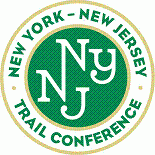 NEW YORK - NEW JERSEY
NY
NJ
TRAIL CONFERENCE